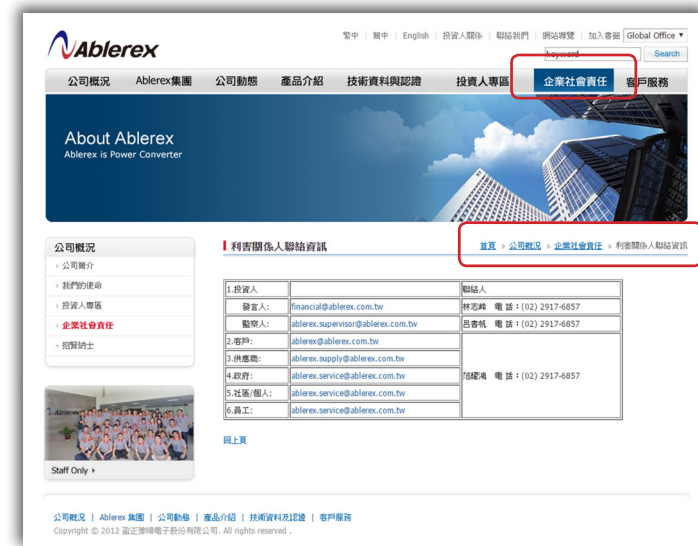 Ablerex
繁中 | 簡中 | English | 投資人關係 | 聯絡我們 | 網站導覽 | 加入書籤 Global Office
keyword Search
公司概況 Ablerex集團 公司動態 產品介紹 技術資料與認證 投資人專區 企業社會責任 客戶服務
About Ablerex
Ablerex is Power Converter
公司概況
公司簡介
我們的使命
投資人專區
企業社會責任
招賢納士
利害關係人聯絡資訊
首頁 » 公司概況 » 企業社會責任 » 利害關係人聯絡資訊
1.投資人 聯絡人
發言人: financial@ablerex.com.tw 林志峰 電 話:(02) 2917-6857
監察人: ablerex.supervisor@ablerex.com.tw 呂書帆 電 話:(02) 2917-6857
2.客戶: ablerex@ablerex.com.tw
3.供應商: ablerex.supply@ablerex.com.tw
4.政府: ablerex.service@ablerex.com.tw 電 話:(02) 2917-6857
5.社區/個人: ablerex.service@ablerex.com.tw
6.員工: ablerex.service@ablerex.com.tw
回上頁
Ablerex
Staff Only
公司概況 | Ablerex 集團 | 公司動態 | 產品介紹 | 技術資料及認證 | 客戶服務
Copyright © 2012 盈正豫順電子股份有限公司. All rights reserved .